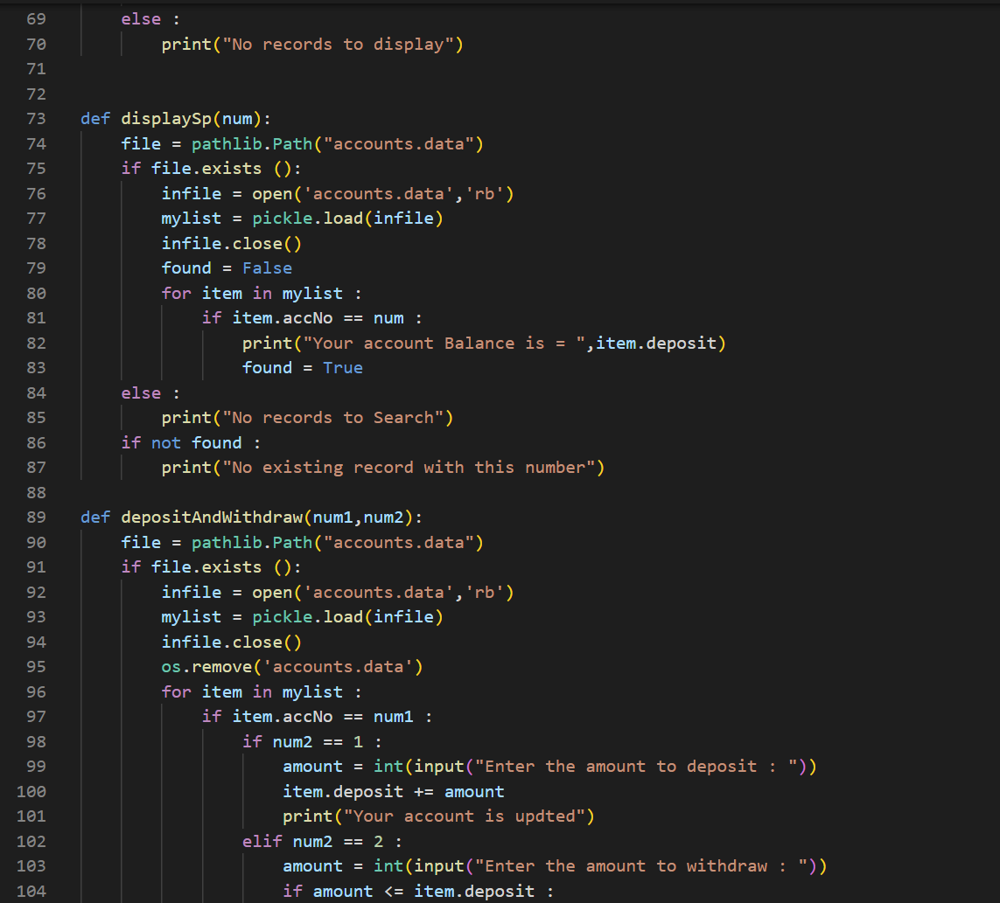 69 else :
70 print("No records to display")
71
72
73 def displaySp(num):
74 file = pathlib.Path("accounts.data")
75 if file.exists ():
76 infile = open('accounts.data','rb')
77 mylist = pickle.load(infile)
78 infile.close()
79 found = False
80 for item in mylist :
81 if item.accNo == num :
82 print("Your account Balance is = ",item.deposit)
83 found = True
84 else :
85 print("No records to Search")
86 if not found :
87 print("No existing record with this number")
88
89 def depositAndWithdraw(num1,num2):
90 file = pathlib.Path("accounts.data")
91 if file.exists ():
92 infile = open('accounts.data','rb')
93 mylist = pickle.load(infile)
94 infile.close()
95 os.remove('accounts.data')
96 for item in mylist :
97 if item.accNo == num1 :
98 if num2 == 1 :
99 amount = int(input("Enter the amount to deposit : "))
100 item.deposit += amount
101 print("Your account is updted")
102 elif num2 == 2 :
103 amount = int(input("Enter the amount to withdraw : "))
104 if amount <= item.deposit :